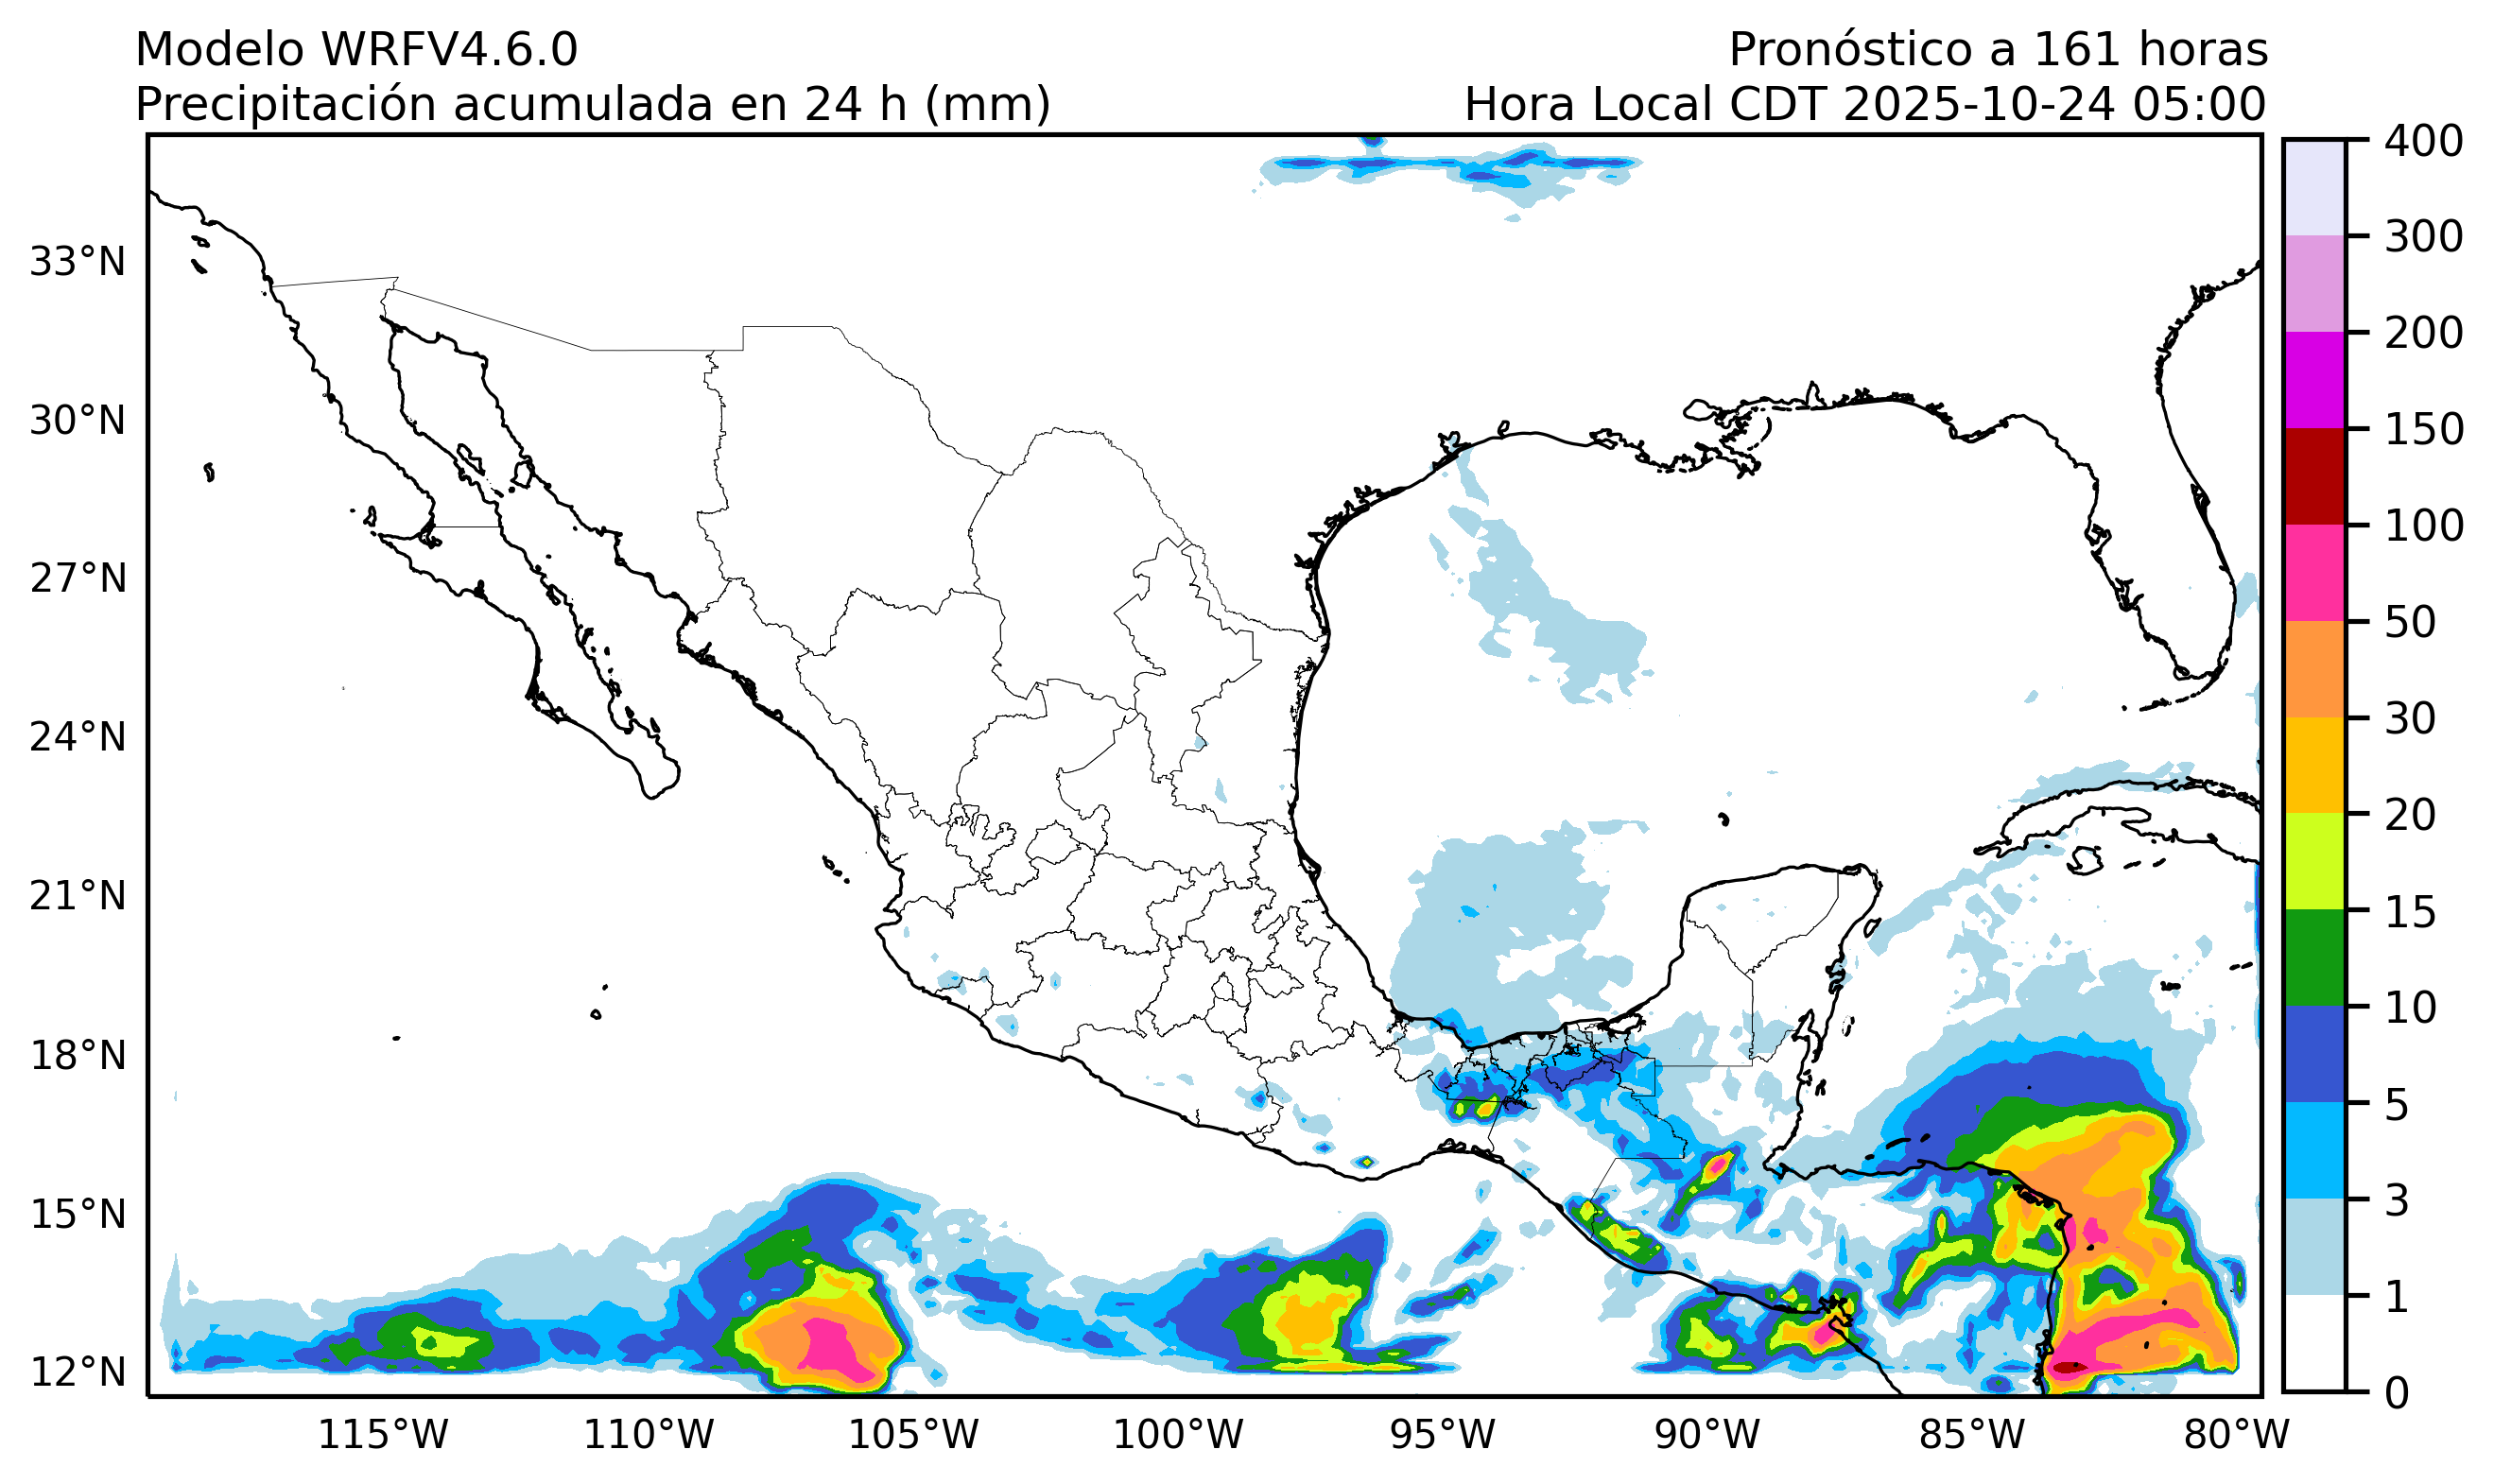 Modelo WRFV4.6.0
Pronóstico a 161 horas
Precipitación acumulada en 24 h (mm)
Hora Local CDT 2025-10-24 05:00
33°N
30°N
27°N
24°N
21°N
18°N
15°N
12°N
115°W
110°W
105°W
100°W
95°W
90°W
85°W
80°W
400
300
200
150
100
50
30
20
15
10
5
3
1
0